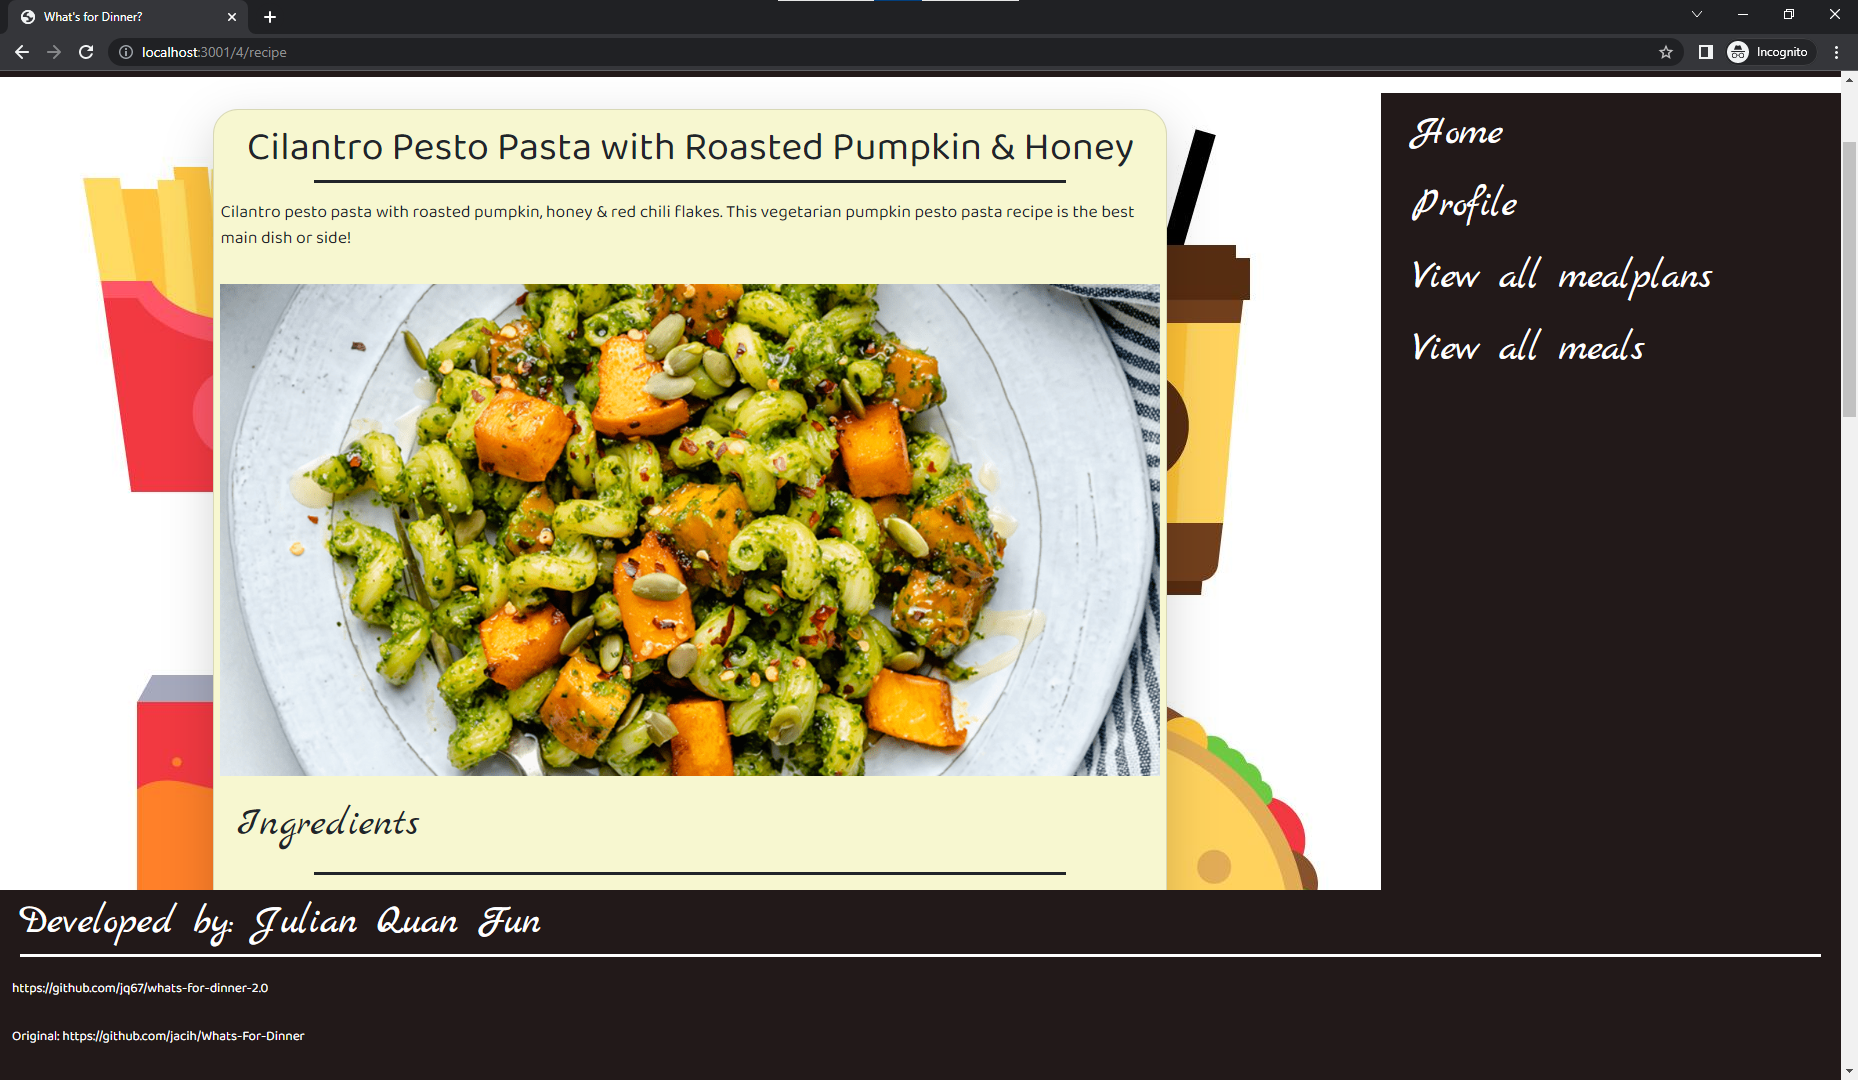 What's for Dinner?
localhost:3001/4/recipe
Incognito
Cilantro Pesto Pasta with Roasted Pumpkin & Honey
Cilantro pesto pasta with roasted pumpkin, honey & red chili flakes. This vegetarian pumpkin pesto pasta recipe is the best
main dish or side!
Ingredients
Home
Profile
View all mealplans
View all meals
Developed by: Julian Quan Fun
https://github.com/jq67/whats-for-dinner-2.0
Original: https://github.com/jacih/Whats-For-Dinner